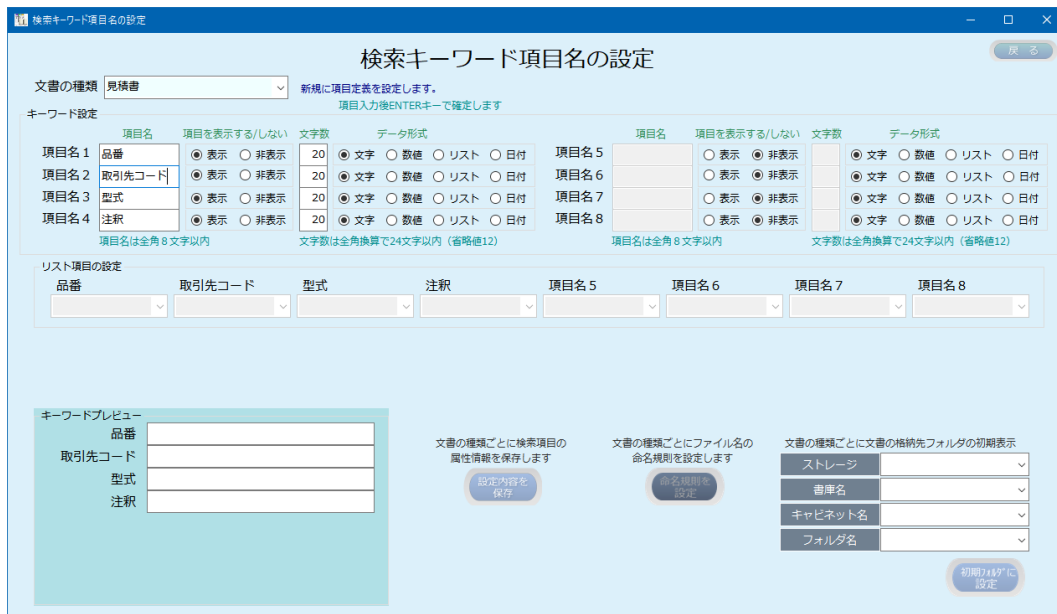 検索キーワード項目名の設定
検索キーワード項目名の設定
戻 る
文書の種類 見積書 新規に項目定義を設定します。
項目入力後ENTERキーで確定します
キーワード設定
項目名 項目を表示する/しない 文字数 データ形式 項目名 項目を表示する/しない 文字数 データ形式
項目名1 品番 表示 非表示 20 文字 数値 リスト 日付 項目名5 表示 非表示 文字 数値 リスト 日付
項目名2 取引先コード 表示 非表示 20 文字 数値 リスト 日付 項目名6 表示 非表示 文字 数値 リスト 日付
項目名3 型式 表示 非表示 20 文字 数値 リスト 日付 項目名7 表示 非表示 文字 数値 リスト 日付
項目名4 注釈 表示 非表示 20 文字 数値 リスト 日付 項目名8 表示 非表示 文字 数値 リスト 日付
項目名は全角8文字以内 文字数は全角換算で24文字以内（省略値12） 項目名は全角8文字以内 文字数は全角換算で24文字以内（省略値12）
リスト項目の設定
品番 取引先コード 型式 注釈 項目名5 項目名6 項目名7 項目名8
キーワードプレビュー
品番
取引先コード
型式
注釈
文書の種類ごとに検索項目の
属性情報を保存します
設定内容を
保存
文書の種類ごとにファイル名の
命名規則を設定します
命名規則を
設定
文書の種類ごとに文書の格納先フォルダの初期表示
ストレージ
書庫名
キャビネット名
フォルダ名
初期ﾌｫﾙﾀﾞに
設定